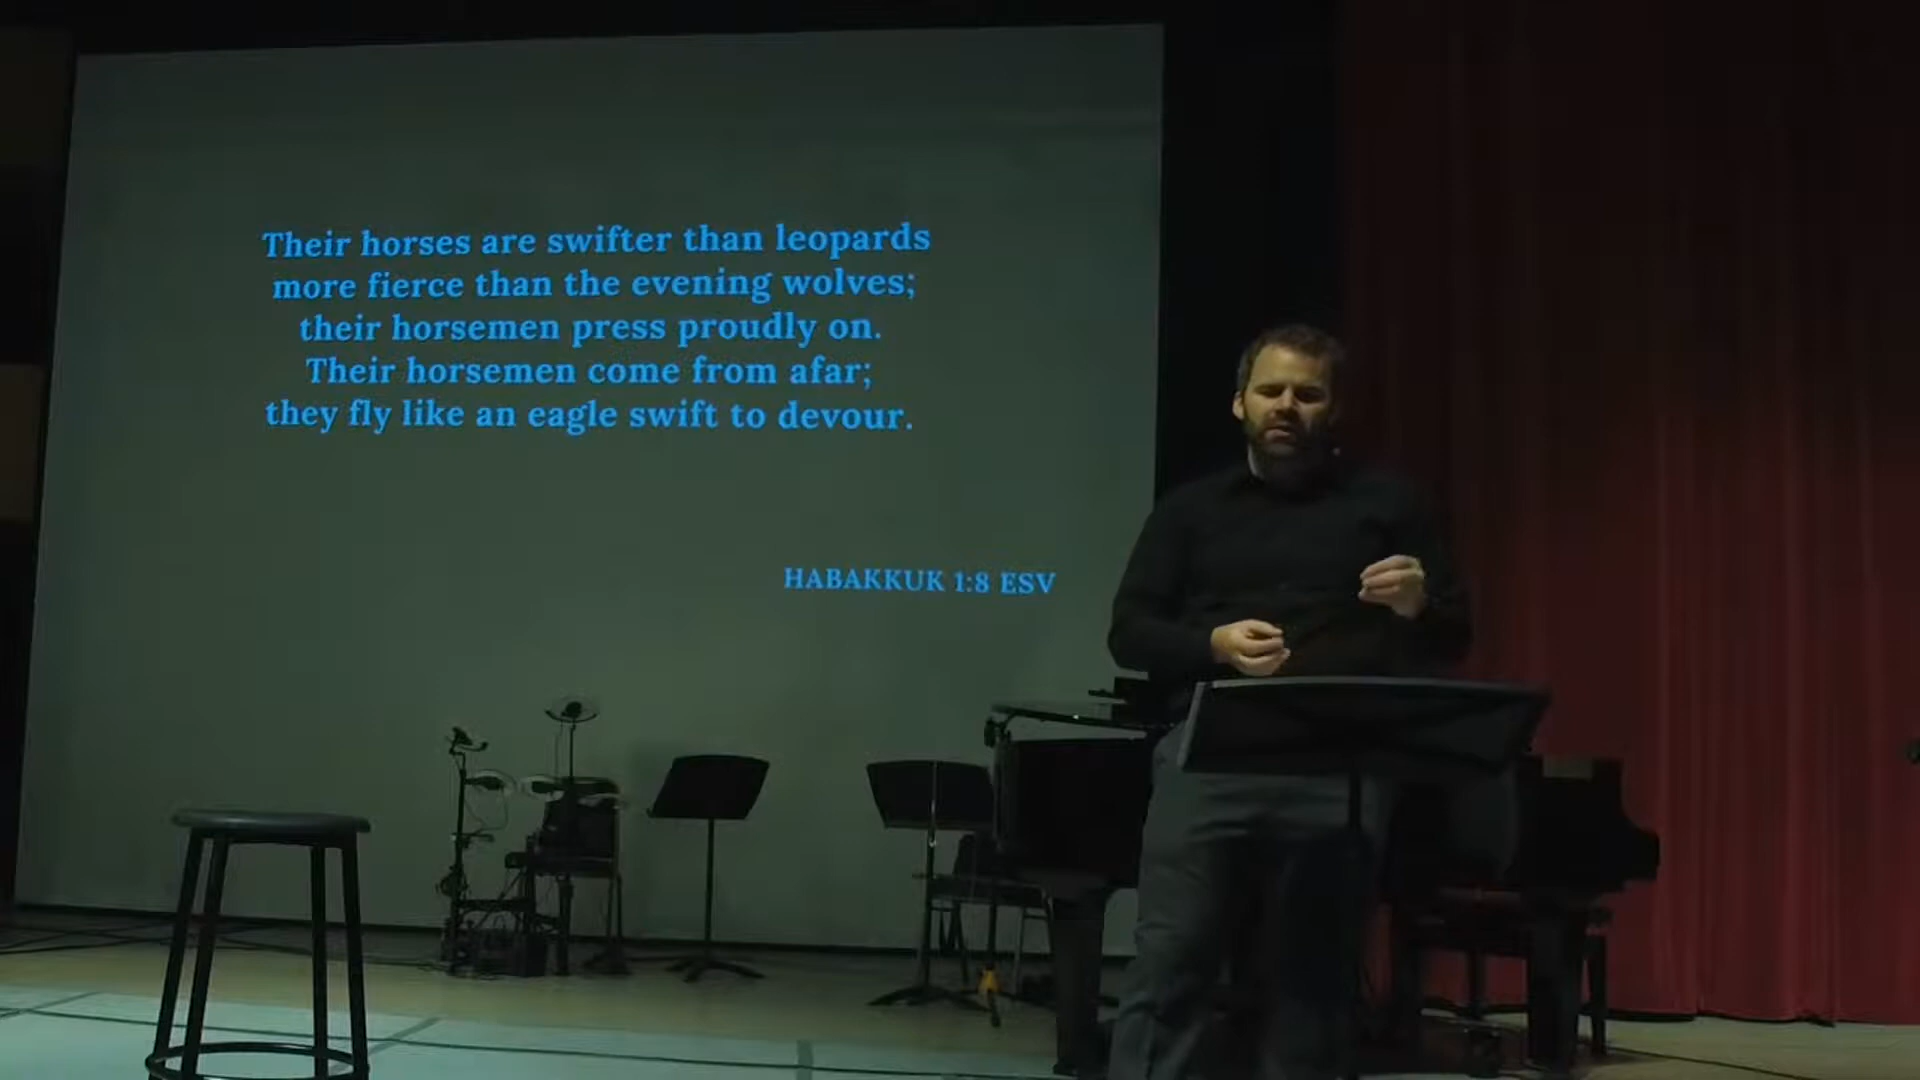 Their horses are swifter than leopards
more fierce than the evening wolves;
their horsemen press proudly on.
Their horsemen come from afar;
they fly like an eagle swift to devour.
HABAKKUK 1:8 ESV